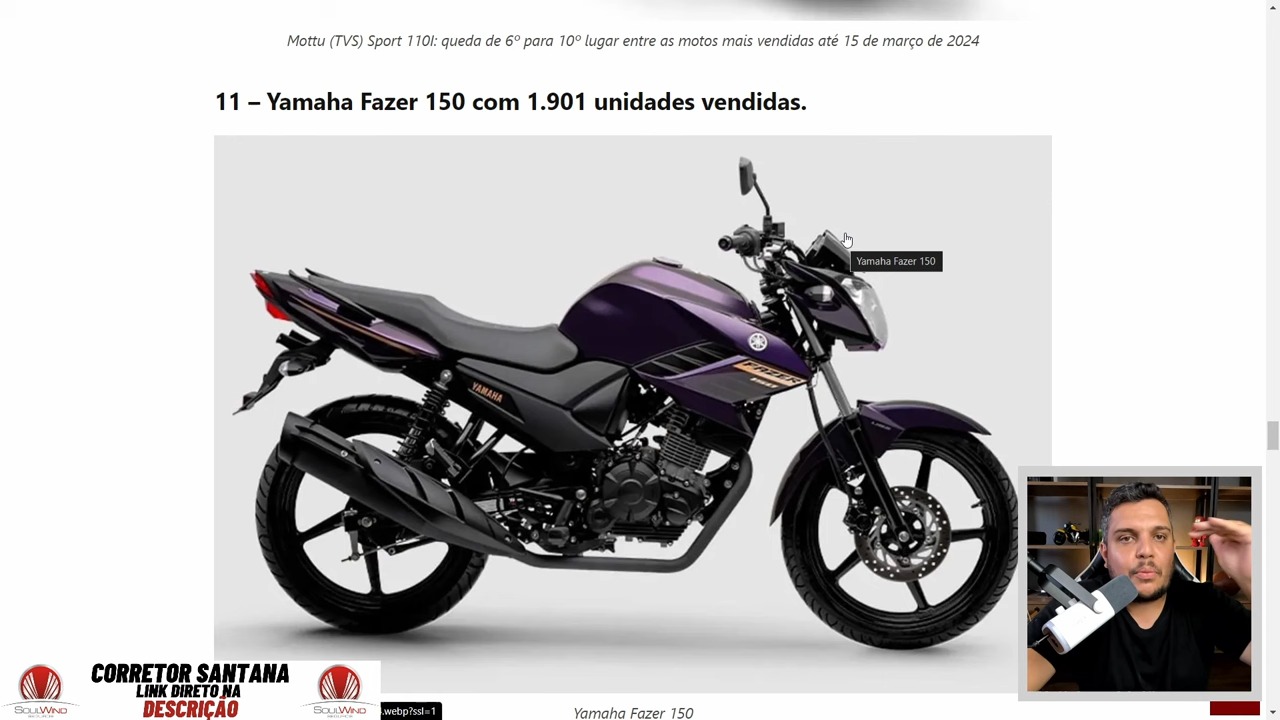 Mottu (TVS) Sport 110I: queda de 6º para 10º lugar entre as motos mais vendidas até 15 de março de 2024
11 – Yamaha Fazer 150 com 1.901 unidades vendidas.
Yamaha Fazer 150
FAZER
YAMAHA
CORRETOR SANTANA
LINK DIRETO NA
DESCRIÇÃO
SOULWIND
SOULWIND
.webp?ssl=1
Yamaha Fazer 150